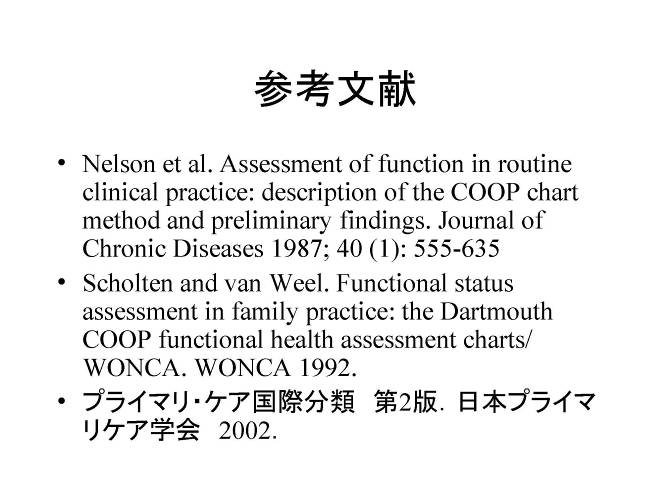 参考文献
• Nelson et al. Assessment of function in routine
clinical practice: description of the COOP chart
method and preliminary findings. Journal of
Chronic Diseases 1987; 40 (1): 555-635
• Scholten and van Weel. Functional status
assessment in family practice: the Dartmouth
COOP functional health assessment charts/
WONCA. WONCA 1992.
• プライマリ・ケア国際分類　第2版. 日本プライマ
リケア学会　2002.